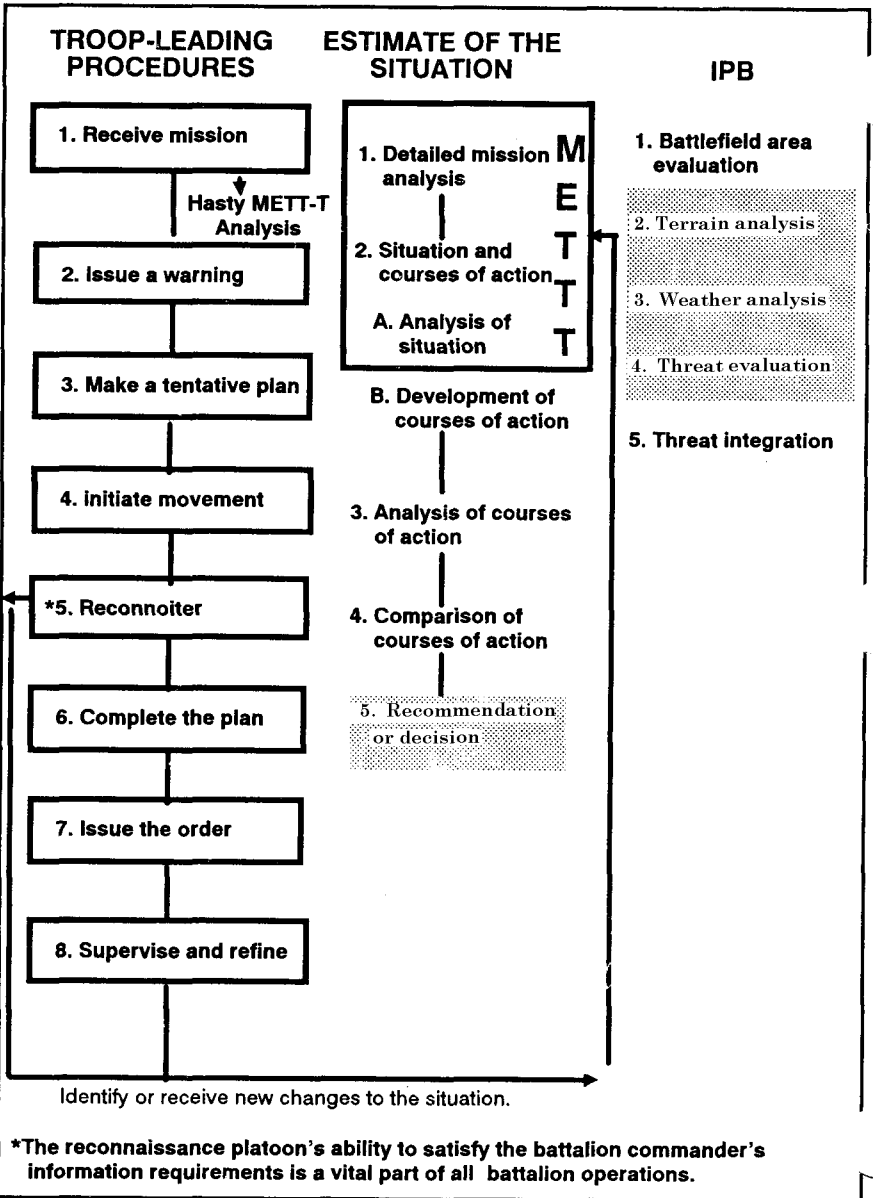 TROOP-LEADING
PROCEDURES
1. Receive mission
Hasty METT-T
Analysis
2. Issue a warning
3. Make a tentative plan
4. initiate movement
*5. Reconnoiter
6. Complete the plan
7. Issue the order
8. Supervise and refine
ESTIMATE OF THE
SITUATION
1. Detailed mission
analysis
2. Situation and
courses of action
A. Analysis of
situation
M
E
T
T
T
B. Development of
courses of action
3. Analysis of courses
of action
4. Comparison of
courses of action
5. Recommendation
or decision
IPB
1. Battlefield area
evaluation
2. Terrain analysis
3. Weather analysis
4. Threat evaluation
5. Threat integration
Identify or receive new changes to the situation.
*The reconnaissance platoon's ability to satisfy the battalion commander's
information requirements is a vital part of all battalion operations.